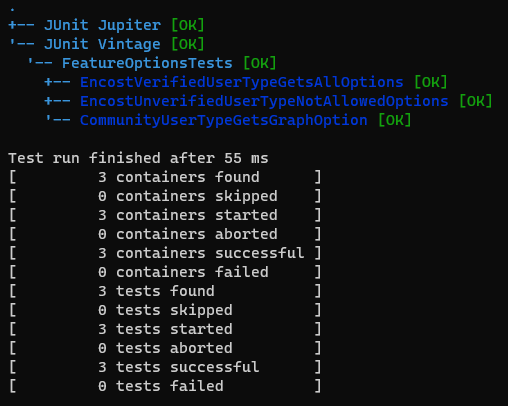 .
+-- JUnit Jupiter [OK]
'-- JUnit Vintage [OK]
  '-- FeatureOptionsTests [OK]
    +-- EncostVerifiedUserTypeGetsAllOptions [OK]
    +-- EncostUnverifiedUserTypeNotAllowedOptions [OK]
    '-- CommunityUserTypeGetsGraphOption [OK]

Test run finished after 55 ms
[         3 containers found      ]
[         0 containers skipped    ]
[         3 containers started    ]
[         0 containers aborted    ]
[         3 containers successful ]
[         0 containers failed     ]
[         3 tests found           ]
[         0 tests skipped         ]
[         3 tests started         ]
[         0 tests aborted         ]
[         3 tests successful      ]
[         0 tests failed          ]